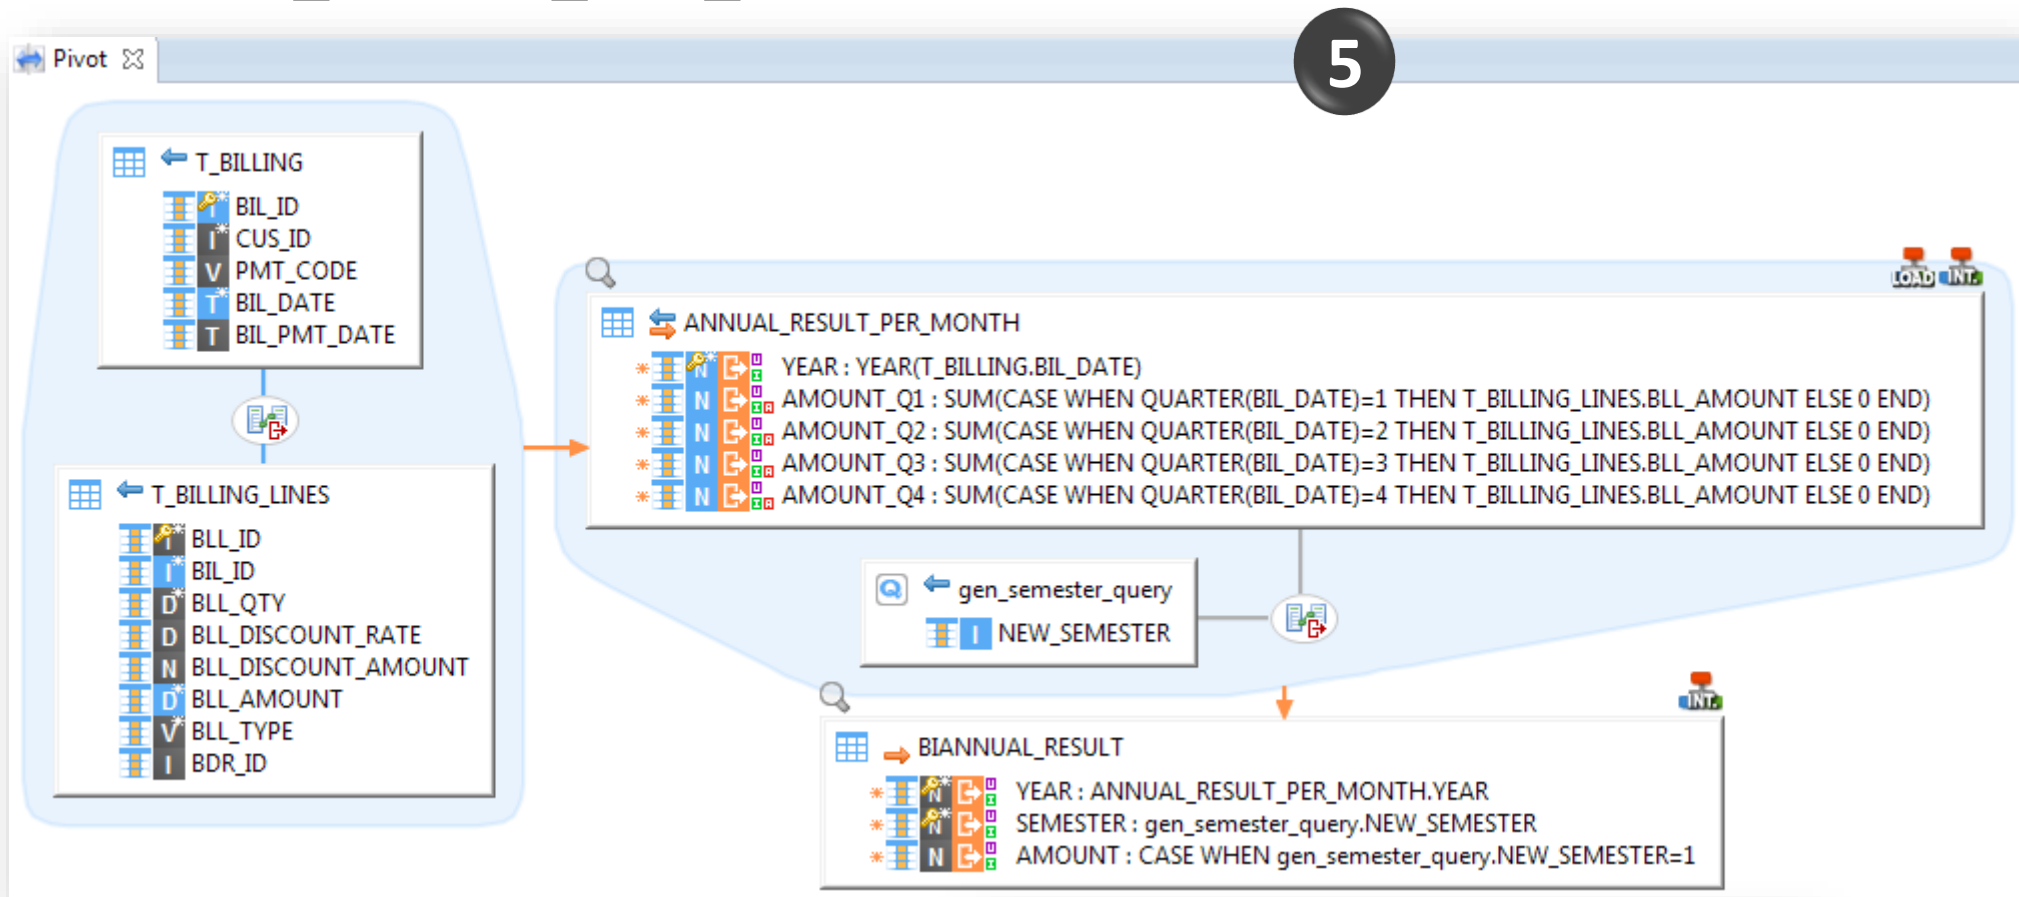 Pivot
5
T_BILLING
BIL_ID
CUS_ID
PMT_CODE
BIL_DATE
BIL_PMT_DATE
T_BILLING_LINES
BLL_ID
BIL_ID
BLL_QTY
BLL_DISCOUNT_RATE
BLL_DISCOUNT_AMOUNT
BLL_AMOUNT
BLL_TYPE
BDR_ID
LOAD INT.
ANNUAL_RESULT_PER_MONTH
YEAR : YEAR(T_BILLING.BIL_DATE)
AMOUNT_Q1 : SUM(CASE WHEN QUARTER(BIL_DATE)=1 THEN T_BILLING_LINES.BLL_AMOUNT ELSE 0 END)
AMOUNT_Q2 : SUM(CASE WHEN QUARTER(BIL_DATE)=2 THEN T_BILLING_LINES.BLL_AMOUNT ELSE 0 END)
AMOUNT_Q3 : SUM(CASE WHEN QUARTER(BIL_DATE)=3 THEN T_BILLING_LINES.BLL_AMOUNT ELSE 0 END)
AMOUNT_Q4 : SUM(CASE WHEN QUARTER(BIL_DATE)=4 THEN T_BILLING_LINES.BLL_AMOUNT ELSE 0 END)
gen_semester_query
NEW_SEMESTER
INT.
BIANNUAL_RESULT
YEAR : ANNUAL_RESULT_PER_MONTH.YEAR
SEMESTER : gen_semester_query.NEW_SEMESTER
AMOUNT : CASE WHEN gen_semester_query.NEW_SEMESTER=1